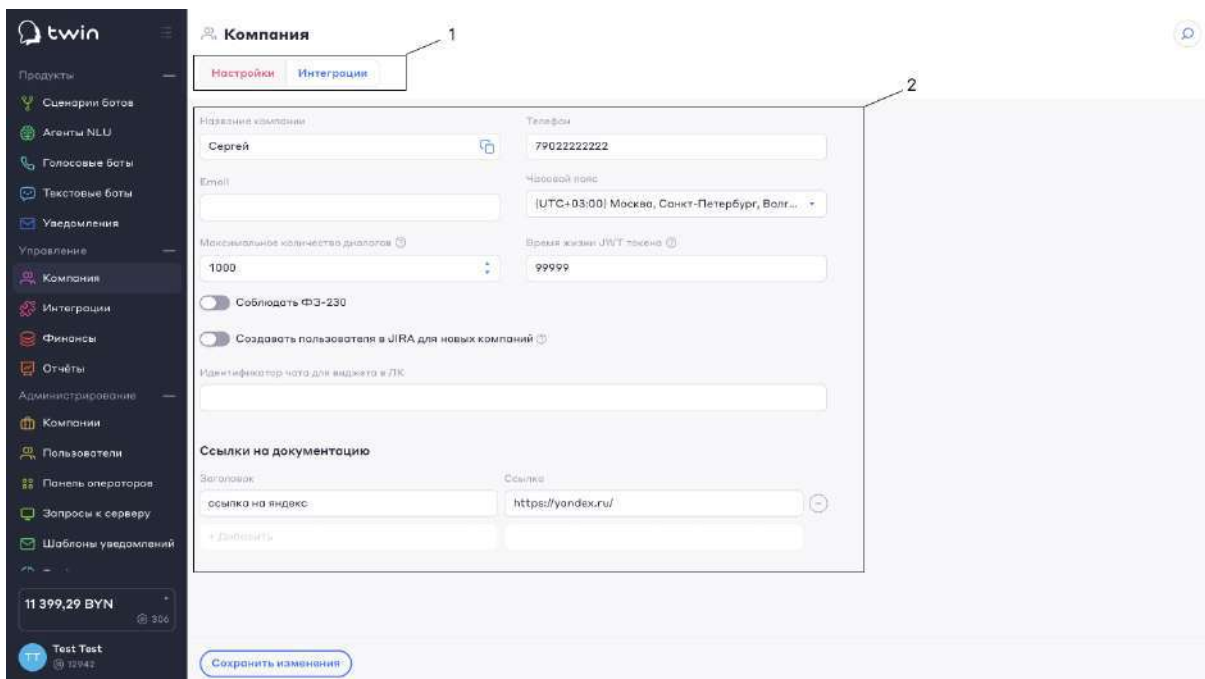 twin
Компания
1
Настройки
Интеграции
2
Продукты
Сценарии ботов
Агенты NLU
Голосовые боты
Текстовые боты
Уведомления
Управление
Компания
Интеграции
Финансы
Отчёты
Администрирование
Компании
Пользователи
Панель операторов
Запросы к серверу
Шаблоны уведомлений
11 399,29 BYN
306
TT
Test Test
12942
Название компании
Телефон
Сергей
79022222222
Email
Часовой пояс
(UTC+03:00) Москва, Санкт-Петербург, Волг...
Максимальное количество диалогов
Время жизни JWT токена
1000
99999
Соблюдать ФЗ-230
Создавать пользователя в JIRA для новых компаний
Идентификатор чата для виджета в ЛК
Ссылки на документацию
Заголовок
Ссылка
ссылка на яндекс
https://yandex.ru/
+ Добавить
Сохранить изменения